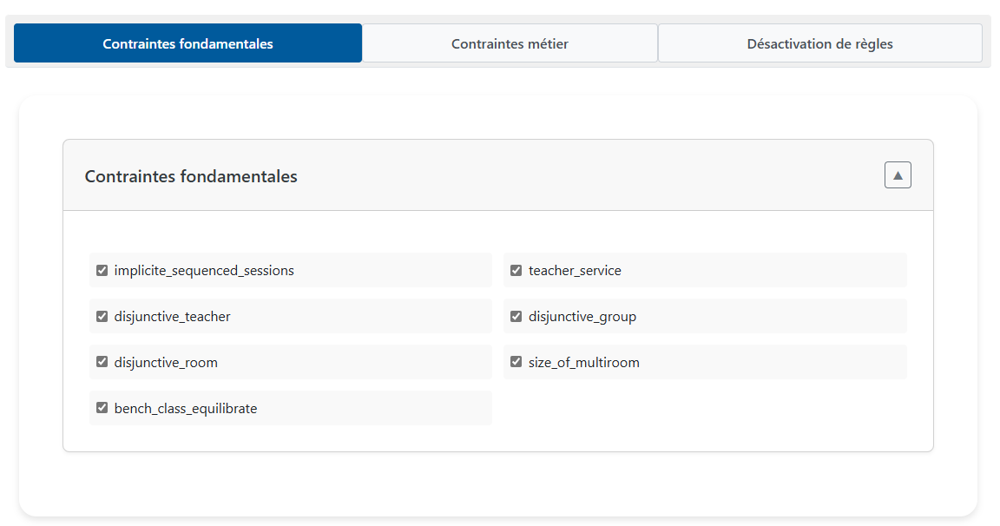 Contraintes fondamentales
Contraintes métier
Désactivation de règles
Contraintes fondamentales
▲
implicite_sequenced_sessions
teacher_service
disjunctive_teacher
disjunctive_group
disjunctive_room
size_of_multiroom
bench_class_equilibrate